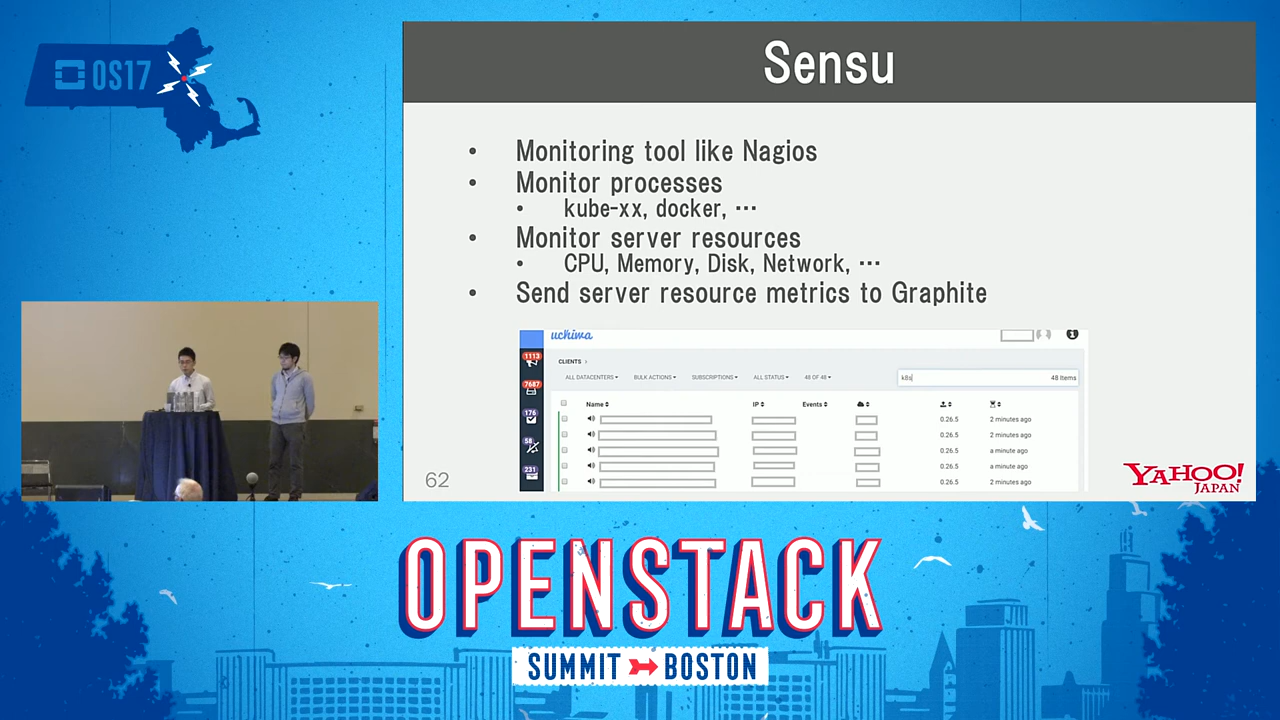 OS17
Sensu
• Monitoring tool like Nagios
• Monitor processes
• kube-xx, docker, …
• Monitor server resources
• CPU, Memory, Disk, Network, …
• Send server resource metrics to Graphite
uchiwa
1113
7687
176
58
231
CLIENTS
ALL DATACENTERS BULK ACTIONS SUBSCRIPTIONS ALL STATUS 48 OF 48 k8s 48 Items
Name IP Events
0.26.5 2 minutes ago
0.26.5 2 minutes ago
0.26.5 a minute ago
0.26.5 a minute ago
0.26.5 2 minutes ago
62
YAHOO!
JAPAN
OPENSTACK
SUMMIT BOSTON